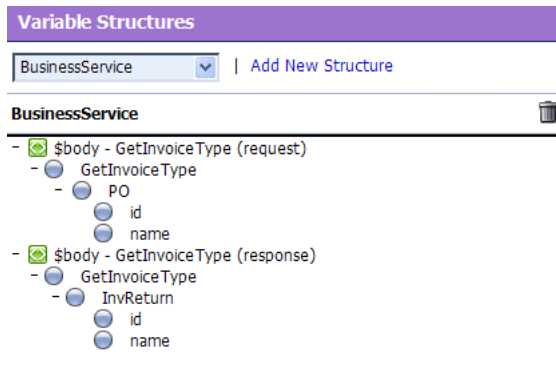 Variable Structures
BusinessService | Add New Structure
BusinessService
- $body - GetInvoiceType (request)
- GetInvoiceType
- PO
id
name
- $body - GetInvoiceType (response)
- GetInvoiceType
- InvReturn
id
name